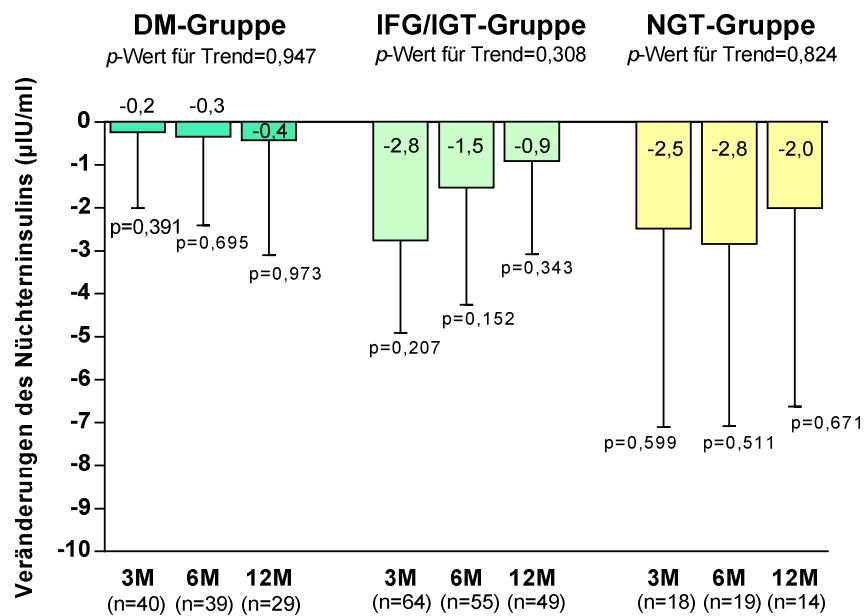 DM-Gruppe
p-Wert für Trend=0,947
IFG/IGT-Gruppe
p-Wert für Trend=0,308
NGT-Gruppe
p-Wert für Trend=0,824
Veränderungen des Nüchterninsulins (µIU/ml)
0
-1
-2
-3
-4
-5
-6
-7
-8
-9
-10
-0,2
-0,3
-0,4
p=0,391
p=0,695
p=0,973
-2,8
-1,5
-0,9
p=0,207
p=0,152
p=0,343
-2,5
-2,8
-2,0
p=0,599
p=0,511
p=0,671
3M
6M
12M
(n=40)
(n=39)
(n=29)
3M
6M
12M
(n=64)
(n=55)
(n=49)
3M
6M
12M
(n=18)
(n=19)
(n=14)